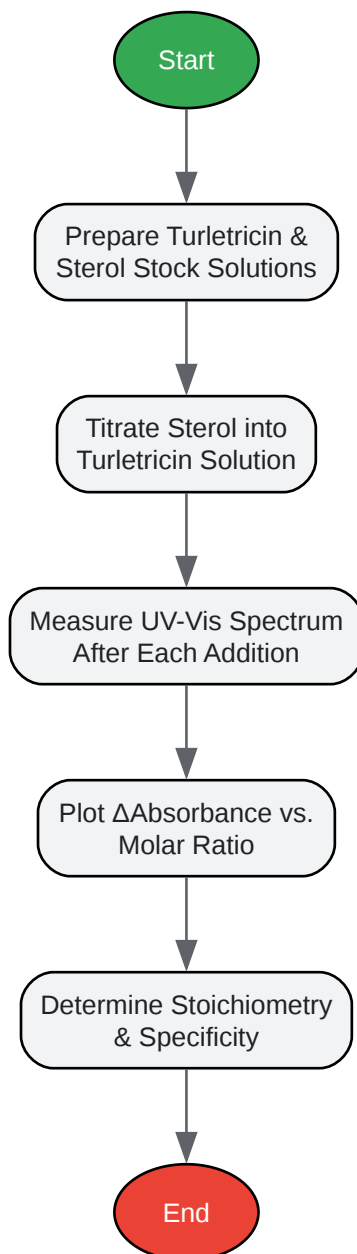 Start
Prepare Turletricin &
Sterol Stock Solutions
Titrate Sterol into
Turletricin Solution
Measure UV-Vis Spectrum
After Each Addition
Plot ΔAbsorbance vs.
Molar Ratio
Determine Stoichiometry
& Specificity
End